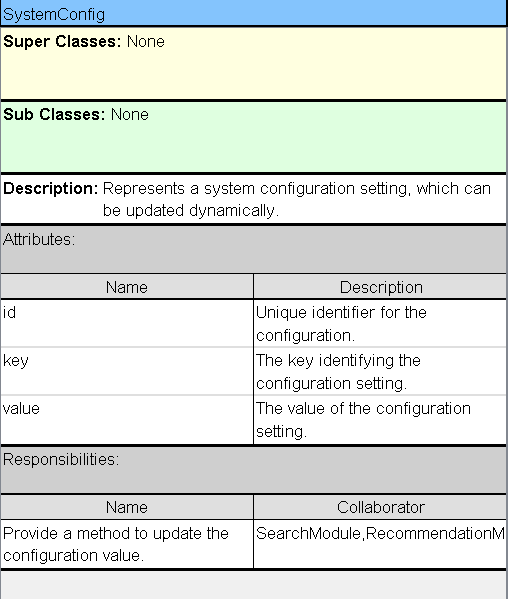 SystemConfig
Super Classes: None
Sub Classes: None
Description: Represents a system configuration setting, which can
be updated dynamically.
Attributes:
Name Description
id Unique identifier for the
configuration.
key The key identifying the
configuration setting.
value The value of the configuration
setting.
Responsibilities:
Name Collaborator
Provide a method to update the SearchModule,RecommendationM
configuration value.